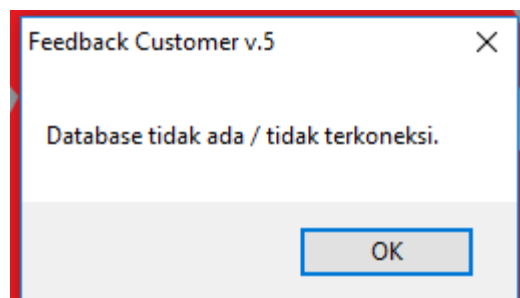 Feedback Customer v.5
Database tidak ada / tidak terkoneksi.
OK